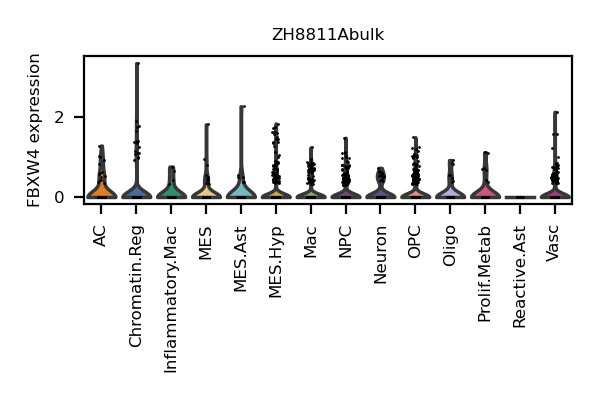 ZH8811Abulk
FBXW4 expression
2
0
AC
Chromatin.Reg
Inflammatory.Mac
MES
MES.Ast
MES.Hyp
Mac
NPC
Neuron
OPC
Oligo
Prolif.Metab
Reactive.Ast
Vasc